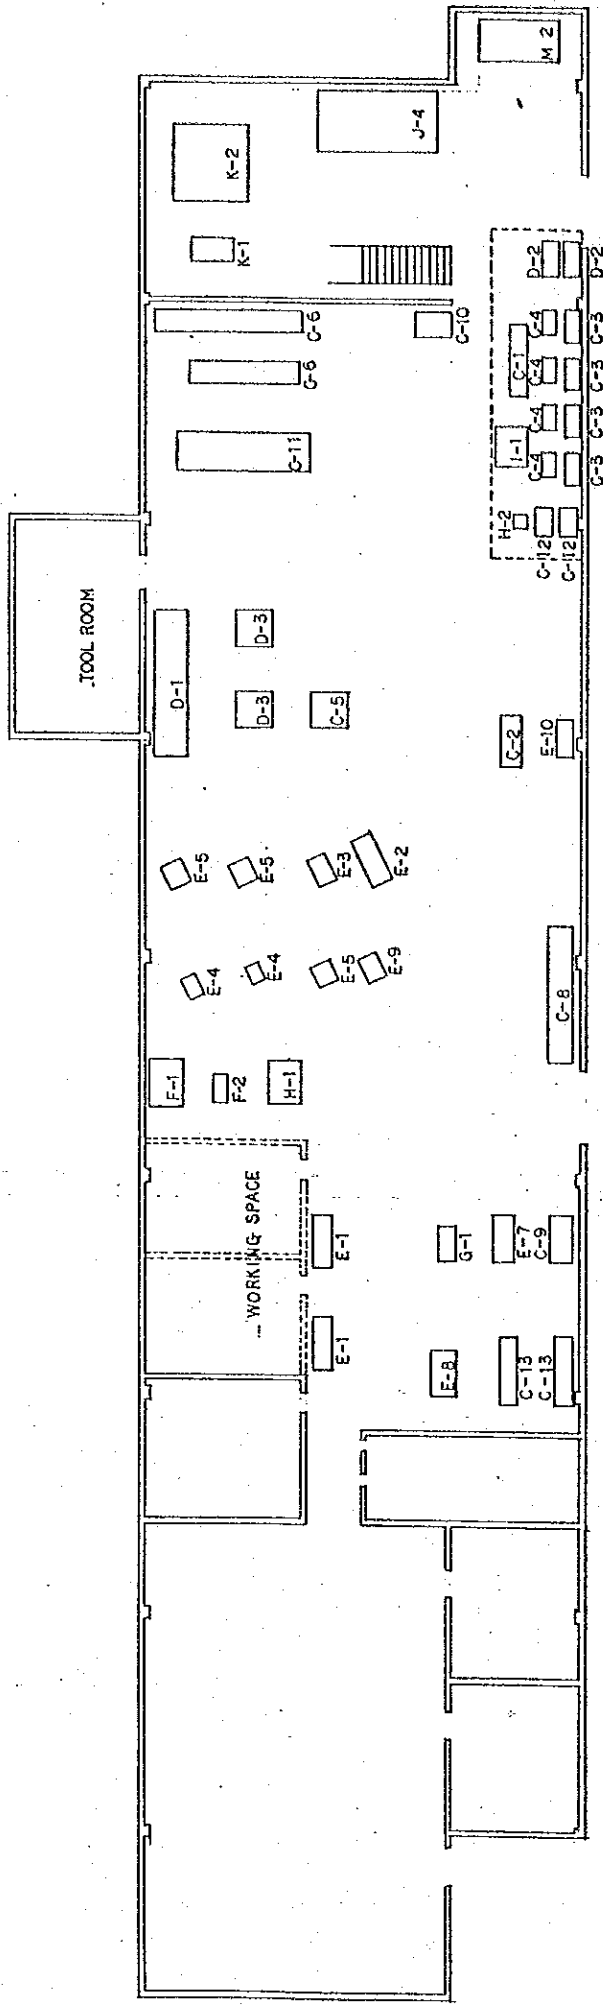 M 2
J-4
K-2
K-1
D-2
D-2
C-6
C-10
C-4
C-3
C-6
C-1
C-4
C-3
C-4
C-3
C-11
I-1
C-4
C-3
H-2
C-12
C-12
TOOL ROOM
D-1
D-3
D-3
C-5
C-2
E-10
E-5
E-5
E-3
E-2
E-4
E-4
E-5
E-9
C-8
F-1
F-2
H-1
WORKING SPACE
E-1
G-1
E-7
C-9
E-1
E-8
C-13
C-13